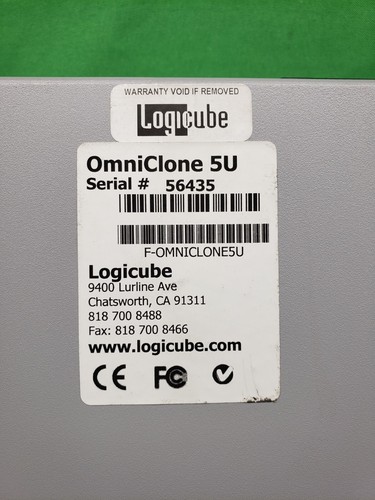 WARRANTY VOID IF REMOVED
Logicube
OmniClone 5U
Serial # 56435
F-OMNICLONE5U
Logicube
9400 Lurline Ave
Chatsworth, CA 91311
818 700 8488
Fax: 818 700 8466
www.logicube.com
CE FC